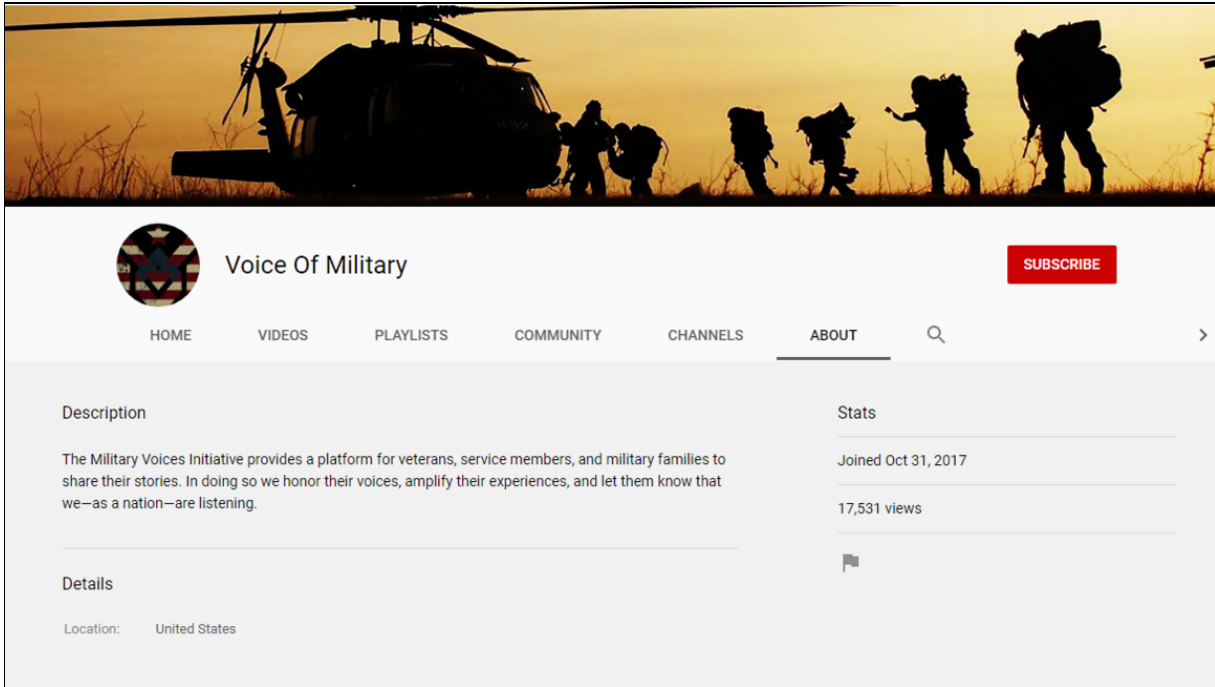 Voice Of Military
SUBSCRIBE
HOME VIDEOS PLAYLISTS COMMUNITY CHANNELS ABOUT
Description
The Military Voices Initiative provides a platform for veterans, service members, and military families to
share their stories. In doing so we honor their voices, amplify their experiences, and let them know that
we—as a nation—are listening.
Details
Location: United States
Stats
Joined Oct 31, 2017
17,531 views